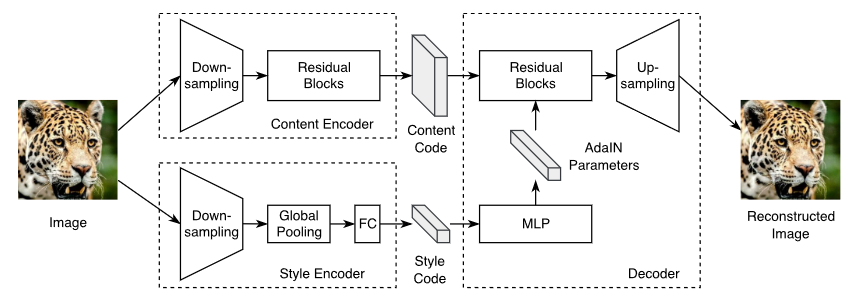 Down-
sampling
Residual
Blocks
Content Encoder
Content
Code
Residual
Blocks
Up-
sampling
AdaIN
Parameters
Image
Down-
sampling
Global
Pooling
FC
Style Encoder
Style
Code
MLP
Decoder
Reconstructed
Image